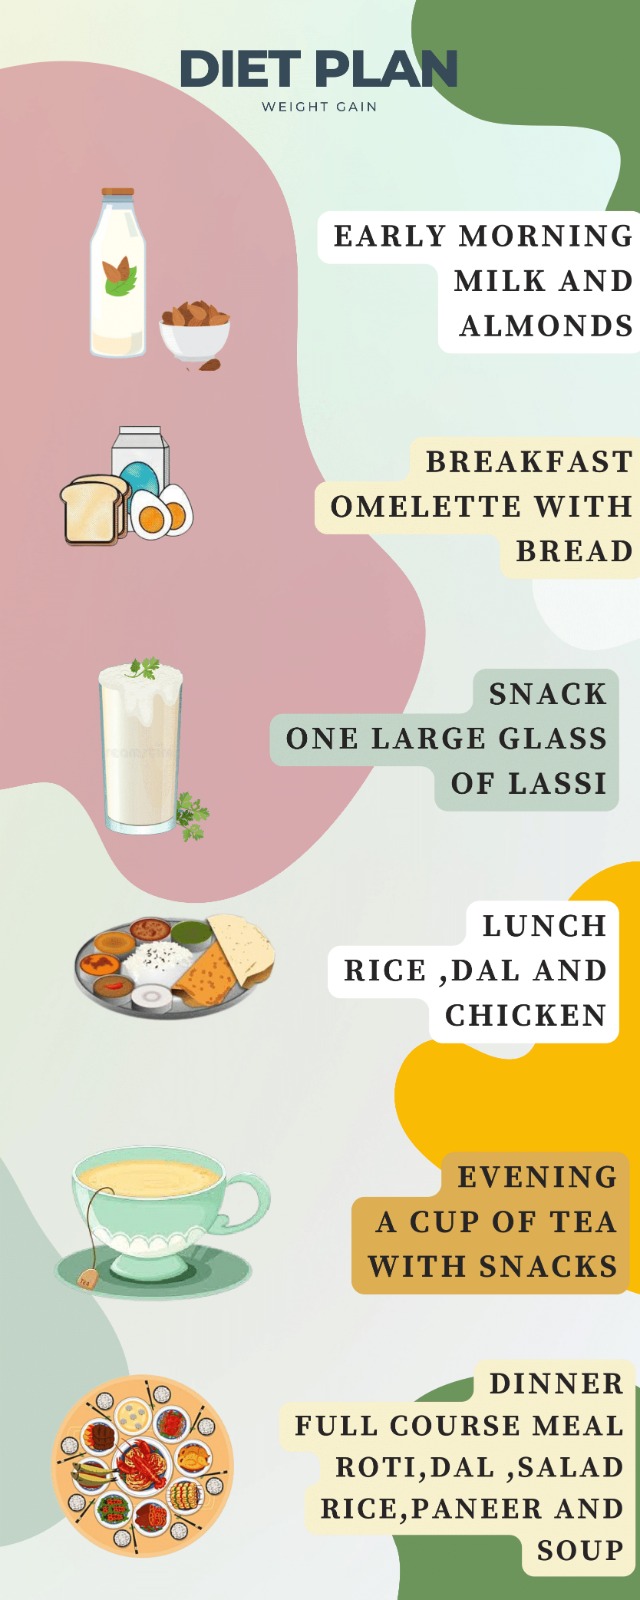 DIET PLAN
WEIGHT GAIN
EARLY MORNING
MILK AND
ALMONDS
BREAKFAST
OMELETTE WITH
BREAD
SNACK
ONE LARGE GLASS
OF LASSI
LUNCH
RICE ,DAL AND
CHICKEN
EVENING
A CUP OF TEA
WITH SNACKS
TEA
DINNER
FULL COURSE MEAL
ROTI,DAL ,SALAD
RICE,PANEER AND
SOUP